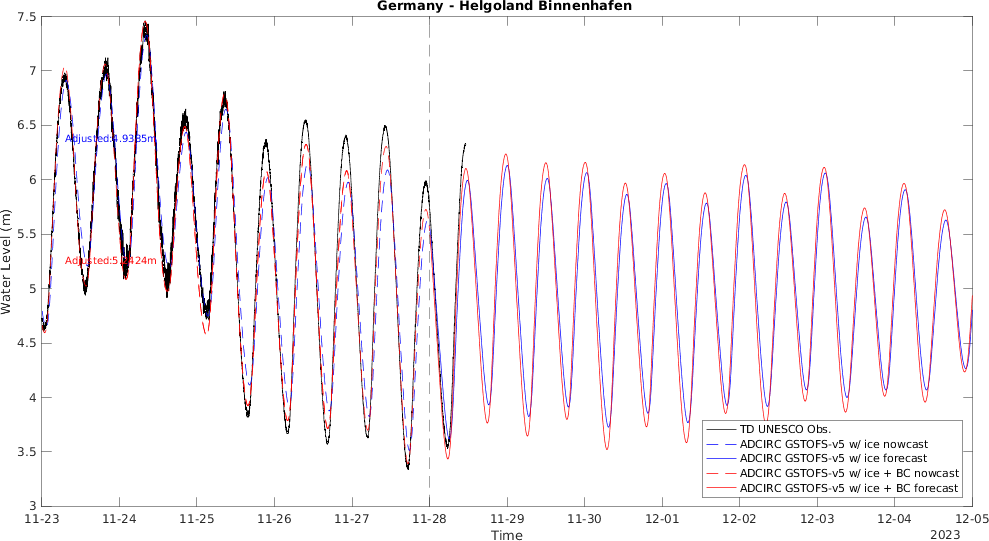 Germany - Helgoland Binnenhafen
7.5
7
6.5
6
5.5
5
4.5
4
3.5
3
Water Level (m)
Adjusted:4.9385m
TD UNESCO Obs.
ADCIRC GSTOFS-v5 w/ ice nowcast
ADCIRC GSTOFS-v5 w/ ice forecast
ADCIRC GSTOFS-v5 w/ ice + BC nowcast
ADCIRC GSTOFS-v5 w/ ice + BC forecast
11-23 11-24 11-25 11-26 11-27 11-28 11-29 11-30 12-01 12-02 12-03 12-04 12-05
Time
2023